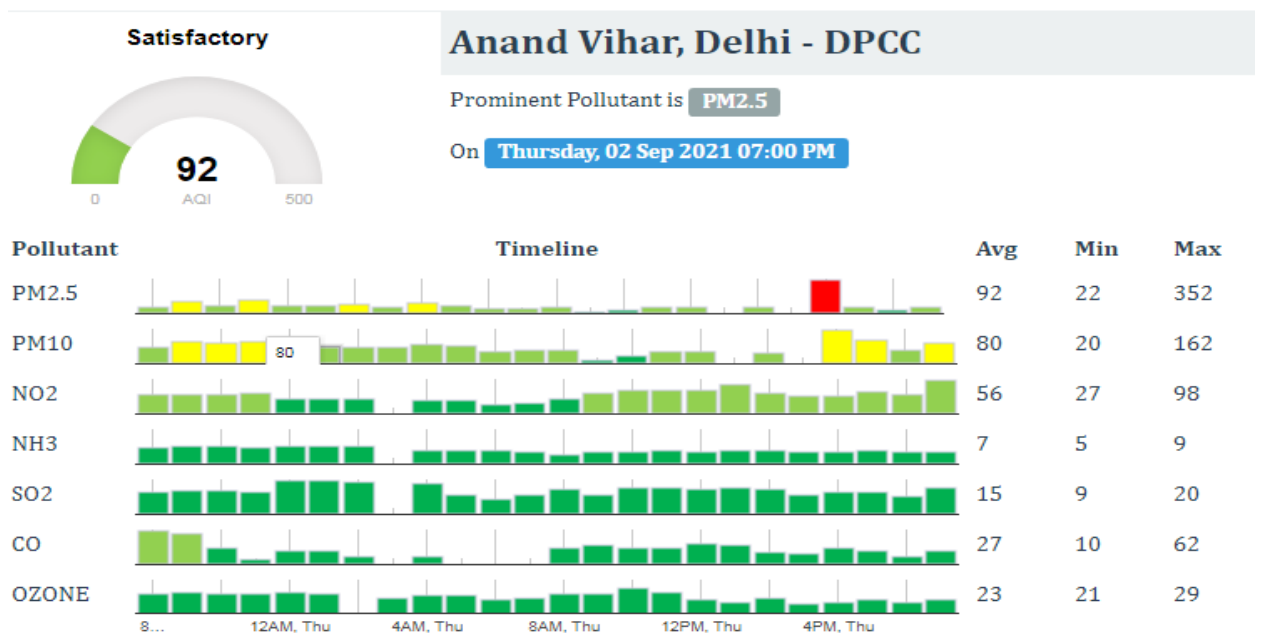 Satisfactory
92
AQI
0
500
Anand Vihar, Delhi - DPCC
Prominent Pollutant is PM2.5
On Thursday, 02 Sep 2021 07:00 PM
Pollutant Timeline Avg Min Max
PM2.5 92 22 352
PM10 80 80 20 162
NO2 56 27 98
NH3 7 5 9
SO2 15 9 20
CO 27 10 62
OZONE 23 21 29
8... 12AM, Thu 4AM, Thu 8AM, Thu 12PM, Thu 4PM, Thu